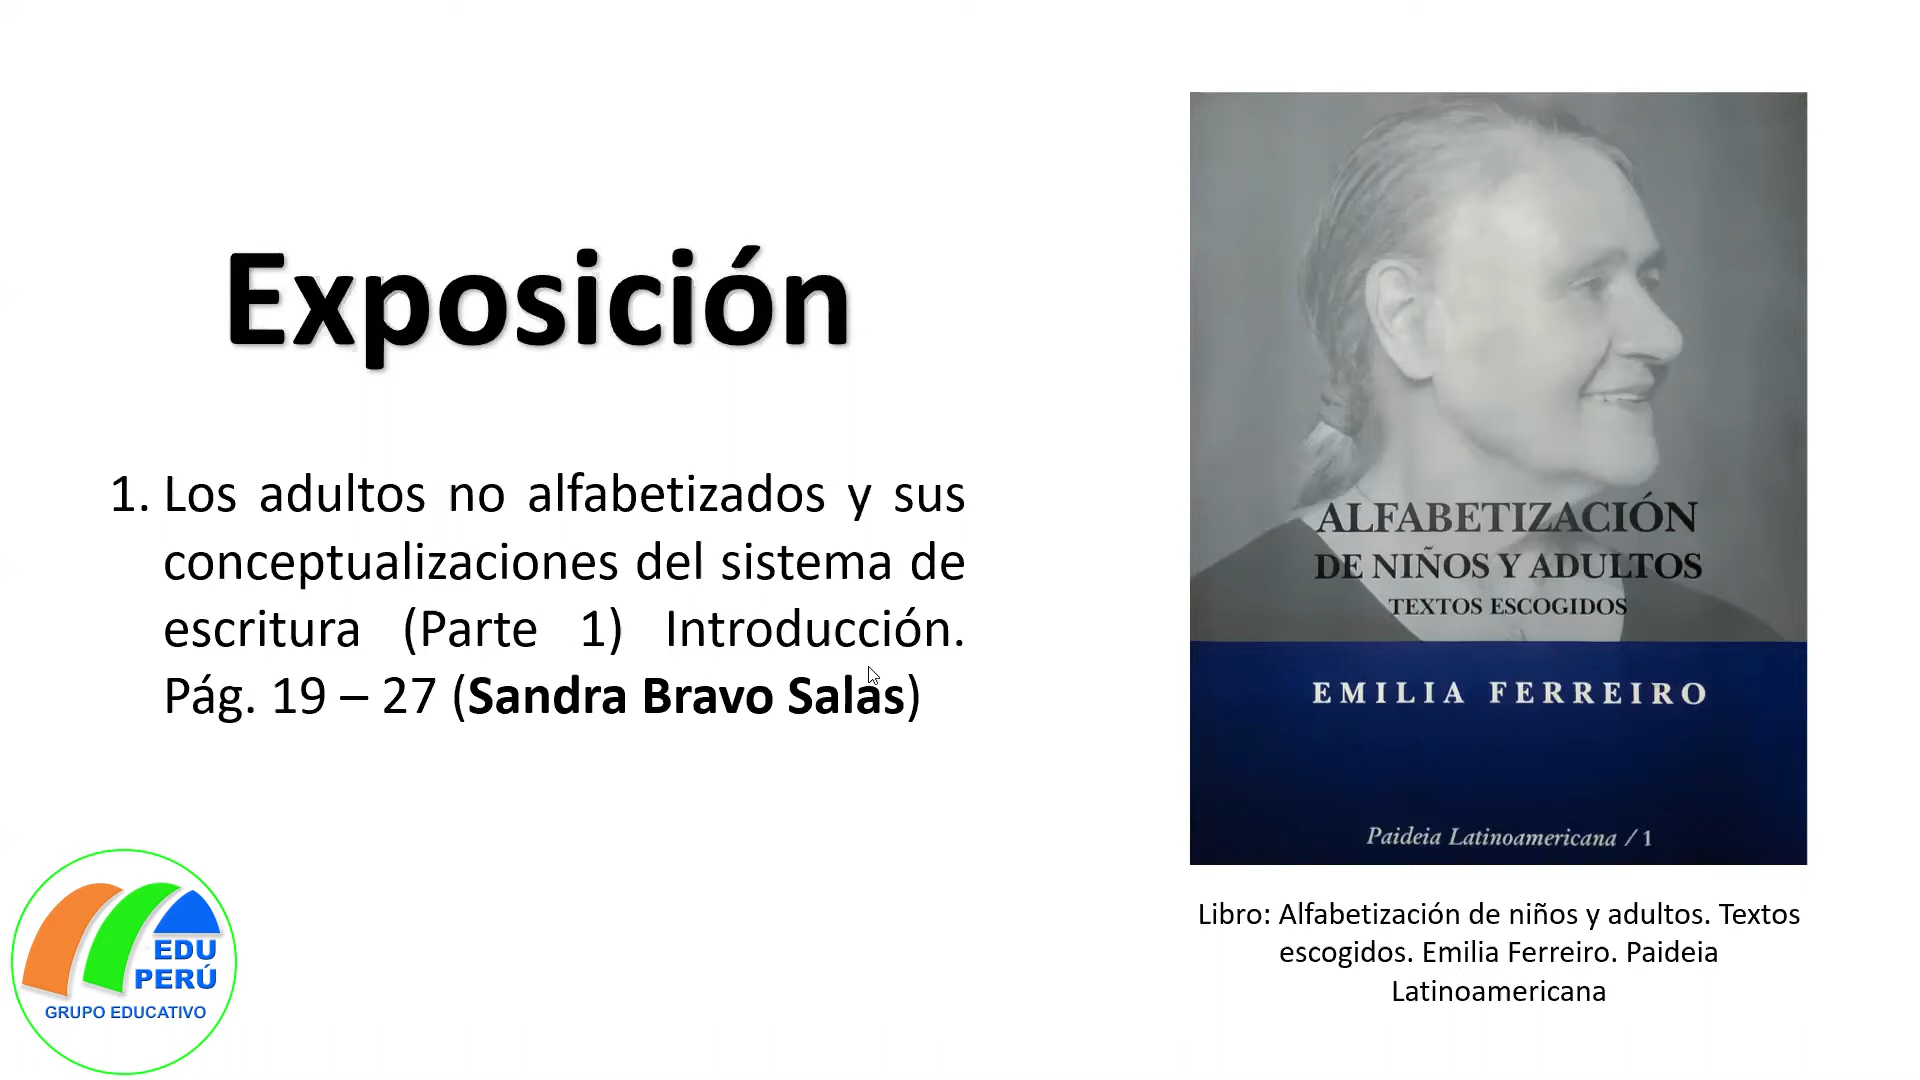 Exposición
1. Los adultos no alfabetizados y sus
conceptualizaciones del sistema de
escritura (Parte 1) Introducción.
Pág. 19 – 27 (Sandra Bravo Salas)
EDU
PERÚ
GRUPO EDUCATIVO
ALFABETIZACIÓN
DE NIÑOS Y ADULTOS
TEXTOS ESCOGIDOS
EMILIA FERREIRO
Paideia Latinoamericana / 1
Libro: Alfabetización de niños y adultos. Textos
escogidos. Emilia Ferreiro. Paideia
Latinoamericana